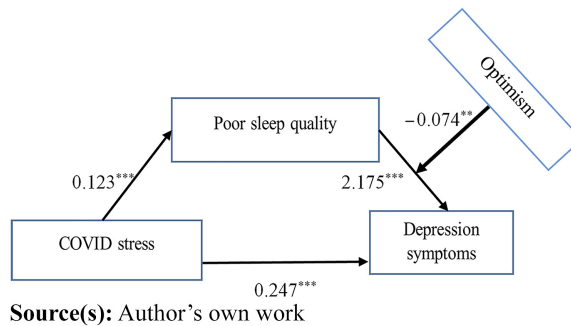 Optimism
Poor sleep quality
−0.074**
0.123***
2.175***
COVID stress
Depression
symptoms
0.247***
Source(s): Author's own work